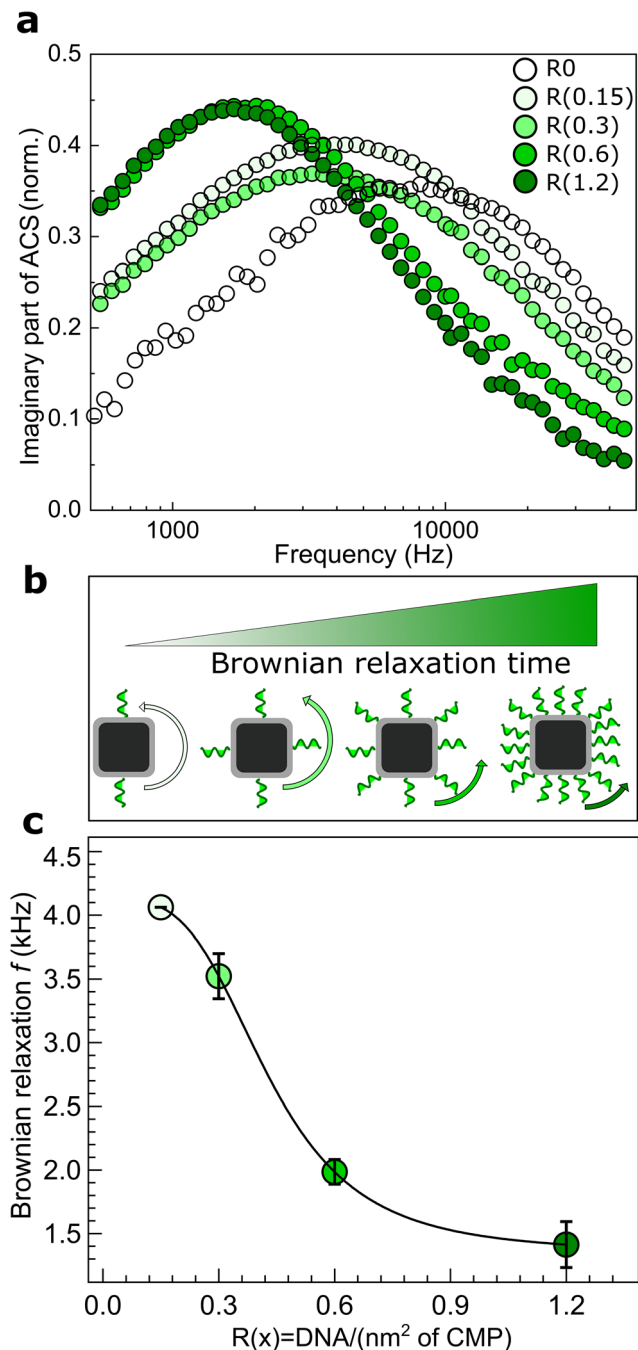 a
Imaginary part of ACS (norm.)
0.5
0.4
0.3
0.2
0.1
0.0
1000
10000
Frequency (Hz)
R0
R(0.15)
R(0.3)
R(0.6)
R(1.2)
b
Brownian relaxation time
c
Brownian relaxation f (kHz)
4.5
4.0
3.5
3.0
2.5
2.0
1.5
0.0
0.3
0.6
0.9
1.2
R(x)=DNA/(nm² of CMP)